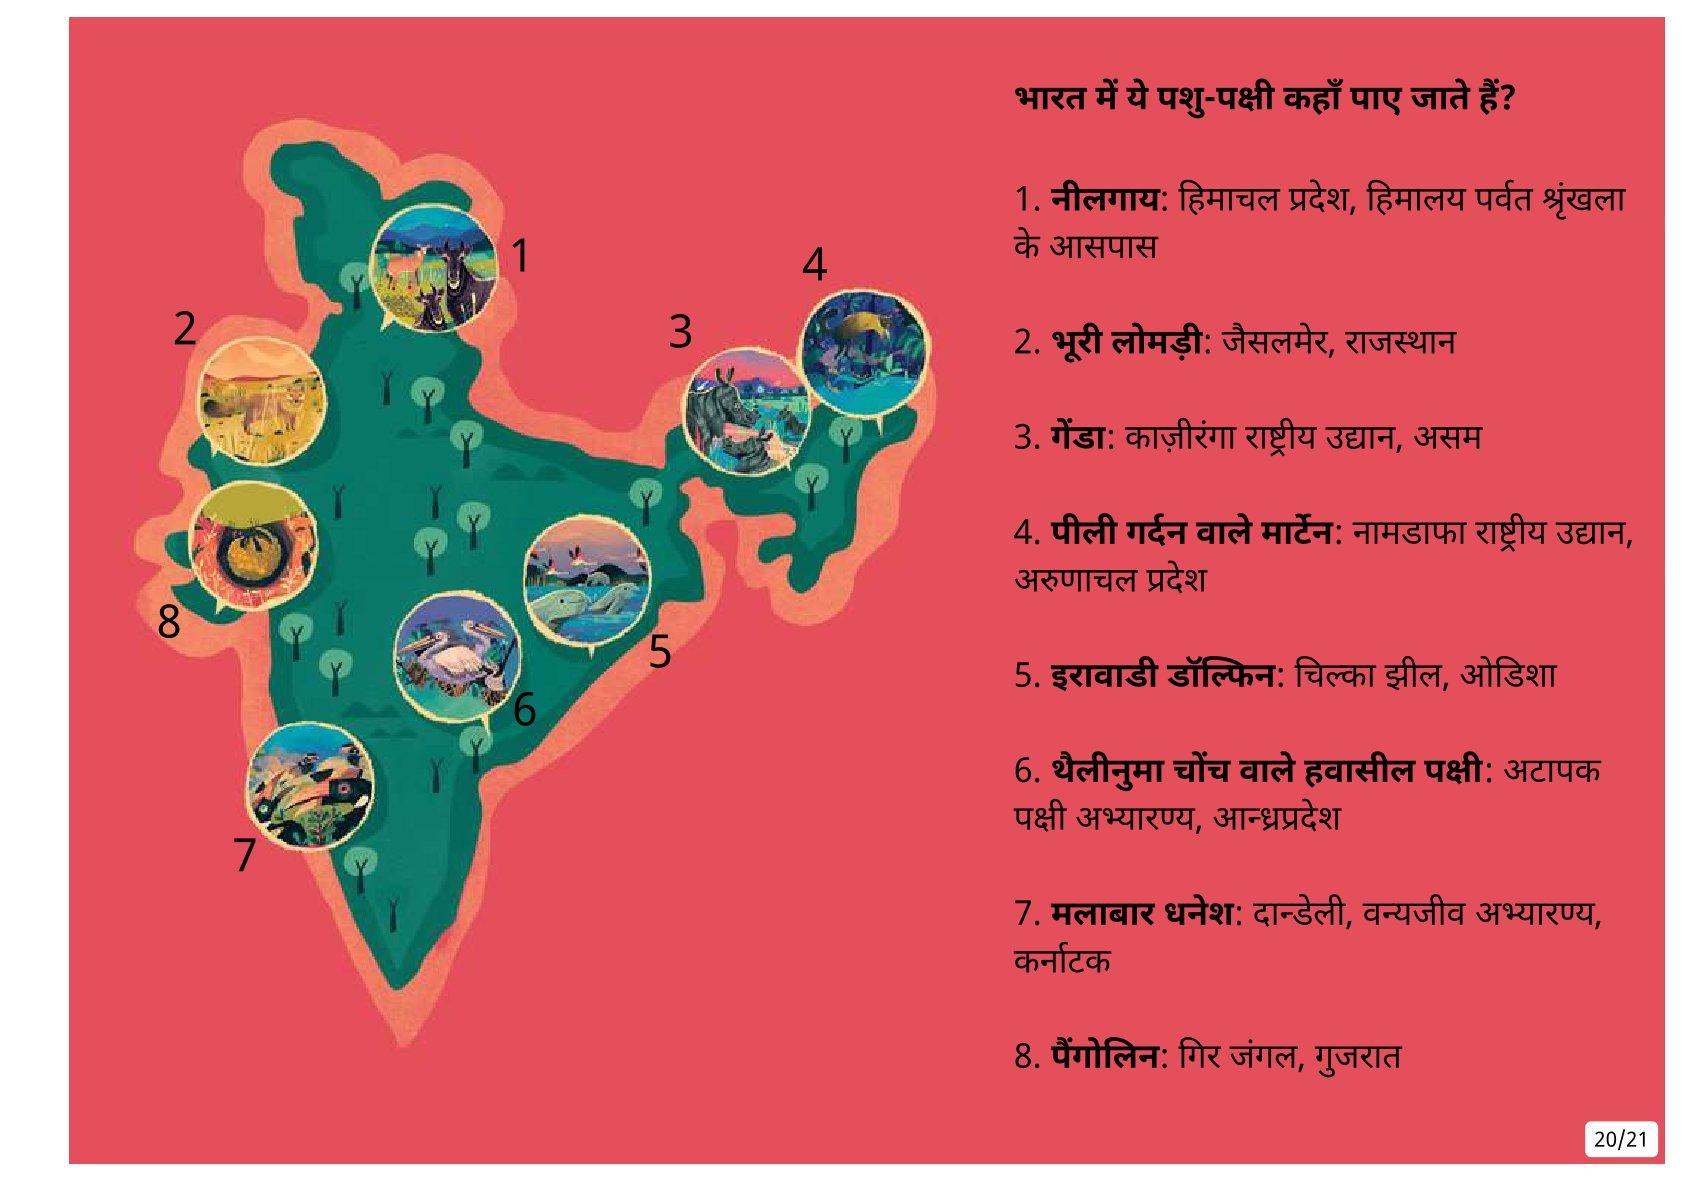 भारत में ये पशु-पक्षी कहाँ पाए जाते हैं?
1. नीलगाय: हिमाचल प्रदेश, हिमालय पर्वत श्रृंखला
के आसपास
2. भूरी लोमड़ी: जैसलमेर, राजस्थान
3. गेंडा: काज़ीरंगा राष्ट्रीय उद्यान, असम
4. पीली गर्दन वाले मार्टेन: नामडाफा राष्ट्रीय उद्यान,
अरुणाचल प्रदेश
5. इरावाडी डॉल्फिन: चिल्का झील, ओडिशा
6. थैलीनुमा चोंच वाले हवासील पक्षी: अटापक
पक्षी अभ्यारण्य, आन्ध्रप्रदेश
7. मलाबार धनेश: दान्डेली, वन्यजीव अभ्यारण्य,
कर्नाटक
8. पैंगोलिन: गिर जंगल, गुजरात
1
4
2
3
8
5
6
7
20/21